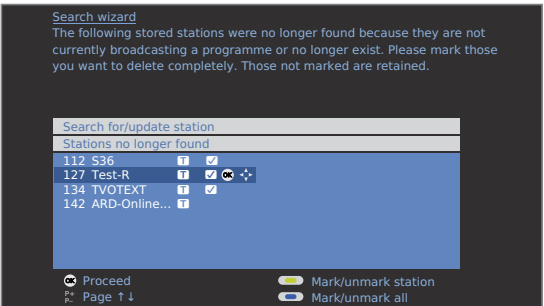 Search wizard
The following stored stations were no longer found because they are not
currently broadcasting a programme or no longer exist. Please mark those
you want to delete completely. Those not marked are retained.
Search for/update station
Stations no longer found
112 S36 T ✓
127 Test-R T ✓ OK
134 TVOTEXT T ✓
142 ARD-Online... T
OK Proceed
Mark/unmark station
P+ P- Page ↑↓
Mark/unmark all